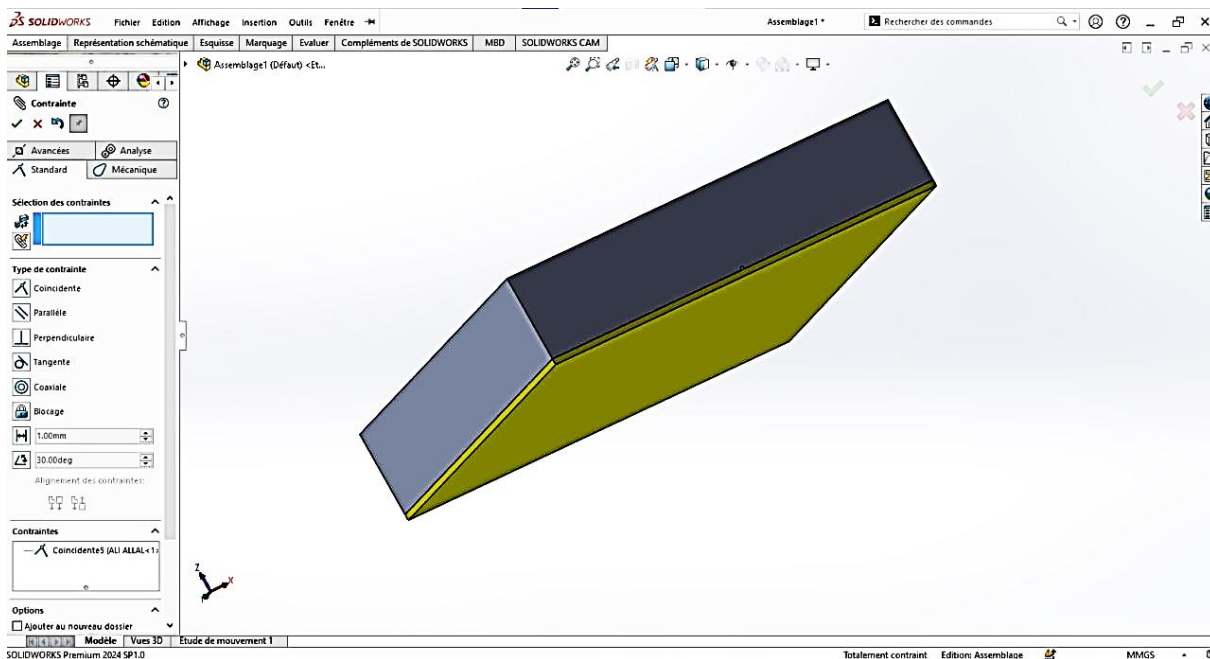 SOLIDWORKS Fichier Edition Affichage Insertion Outils Fenêtre Assemblage1 * Rechercher des commandes
Assemblage Représentation schématique Esquisse Marquage Evaluer Compléments de SOLIDWORKS MBD SOLIDWORKS CAM
Assemblage1 (Défaut) <Et...
Contrainte
Avancées Analyse
Standard Mécanique
Sélection des contraintes
Type de contrainte
Coïncidente
Parallèle
Perpendiculaire
Tangente
Coaxiale
Blocage
1.00mm
30.00deg
Alignement des contraintes:
Contraintes
Coïncidente5 (ALI ALLAL<1>
Options
Ajouter au nouveau dossier
Modèle Vues 3D Etude de mouvement 1
SOLIDWORKS Premium 2024 SP1.0 Totalement contraint Edition: Assemblage MMGS
Z
X